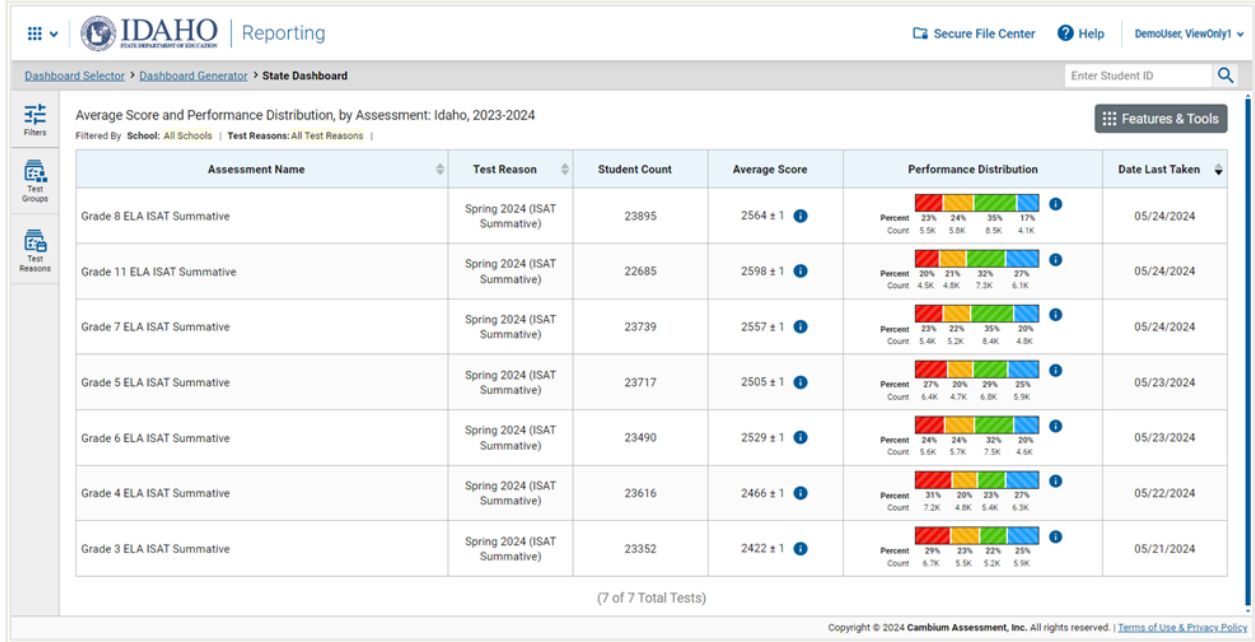 IDAHO
STATE DEPARTMENT OF EDUCATION
Reporting
Secure File Center
Help
DemoUser, ViewOnly1
Dashboard Selector > Dashboard Generator > State Dashboard
Enter Student ID
Filters
Test Groups
Test Reasons
Average Score and Performance Distribution, by Assessment: Idaho, 2023-2024
Filtered By School: All Schools | Test Reasons: All Test Reasons |
Features & Tools
Assessment Name Test Reason Student Count Average Score Performance Distribution Date Last Taken
Grade 8 ELA ISAT Summative Spring 2024 (ISAT Summative) 23895 2564 ± 1 05/24/2024
Percent 23% 24% 35% 17%
Count 5.5K 5.8K 8.5K 4.1K
Grade 11 ELA ISAT Summative Spring 2024 (ISAT Summative) 22685 2598 ± 1 05/24/2024
Percent 20% 21% 32% 27%
Count 4.5K 4.8K 7.3K 6.1K
Grade 7 ELA ISAT Summative Spring 2024 (ISAT Summative) 23739 2557 ± 1 05/24/2024
Percent 23% 22% 35% 20%
Count 5.4K 5.2K 8.4K 4.8K
Grade 5 ELA ISAT Summative Spring 2024 (ISAT Summative) 23717 2505 ± 1 05/23/2024
Percent 27% 20% 29% 25%
Count 6.4K 4.7K 6.8K 5.9K
Grade 6 ELA ISAT Summative Spring 2024 (ISAT Summative) 23490 2529 ± 1 05/23/2024
Percent 24% 24% 32% 20%
Count 5.6K 5.7K 7.5K 4.6K
Grade 4 ELA ISAT Summative Spring 2024 (ISAT Summative) 23616 2466 ± 1 05/22/2024
Percent 31% 20% 23% 27%
Count 7.2K 4.8K 5.4K 6.3K
Grade 3 ELA ISAT Summative Spring 2024 (ISAT Summative) 23352 2422 ± 1 05/21/2024
Percent 29% 23% 22% 25%
Count 6.7K 5.5K 5.2K 5.9K
(7 of 7 Total Tests)
Copyright © 2024 Cambium Assessment, Inc. All rights reserved. | Terms of Use & Privacy Policy